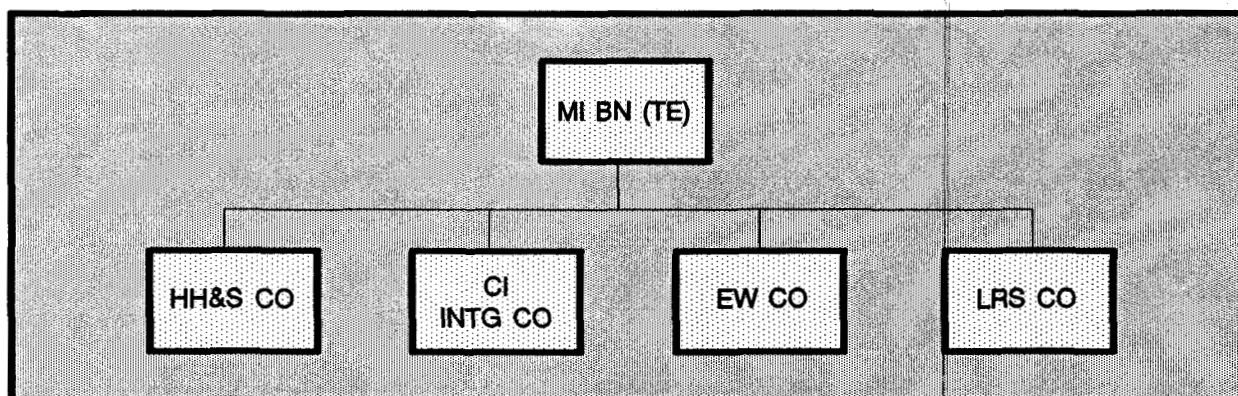 MI BN (TE)
HH&S CO
CI
INTG CO
EW CO
LRS CO